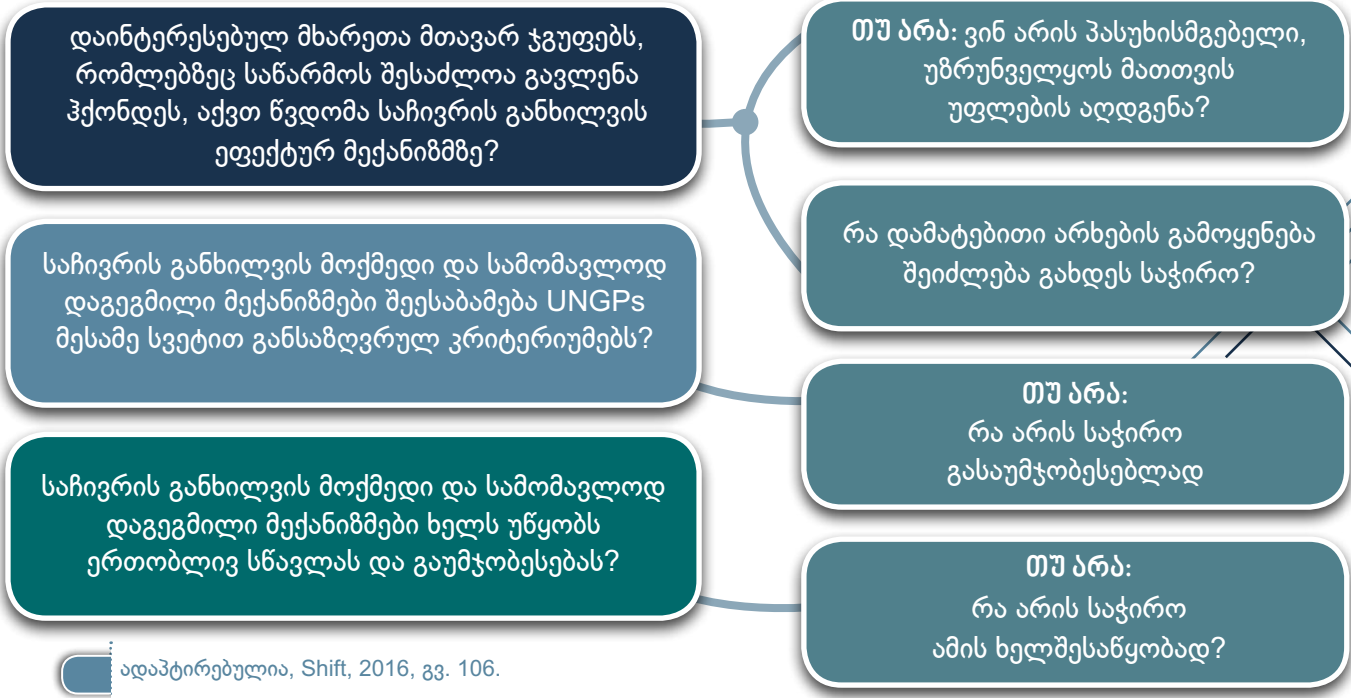 დაინტერესებულ მხარეთა მთავარ ჯგუფებს,
რომლებზეც საწარმოს შესაძლოა გავლენა
ჰქონდეს, აქვთ წვდომა საჩივრის განხილვის
ეფექტურ მექანიზმზე?
თუ არა: ვინ არის პასუხისმგებელი,
უზრუნველყოს მათთვის
უფლების აღდგენა?
რა დამატებითი არხების გამოყენება
შეიძლება გახდეს საჭირო?
საჩივრის განხილვის მოქმედი და სამომავლოდ
დაგეგმილი მექანიზმები შეესაბამება UNGPs
მესამე სვეტით განსაზღვრულ კრიტერიუმებს?
თუ არა:
რა არის საჭირო
გასაუმჯობესებლად
საჩივრის განხილვის მოქმედი და სამომავლოდ
დაგეგმილი მექანიზმები ხელს უწყობს
ერთობლივ სწავლას და გაუმჯობესებას?
თუ არა:
რა არის საჭირო
ამის ხელშესაწყობად?
ადაპტირებულია, Shift, 2016, გვ. 106.